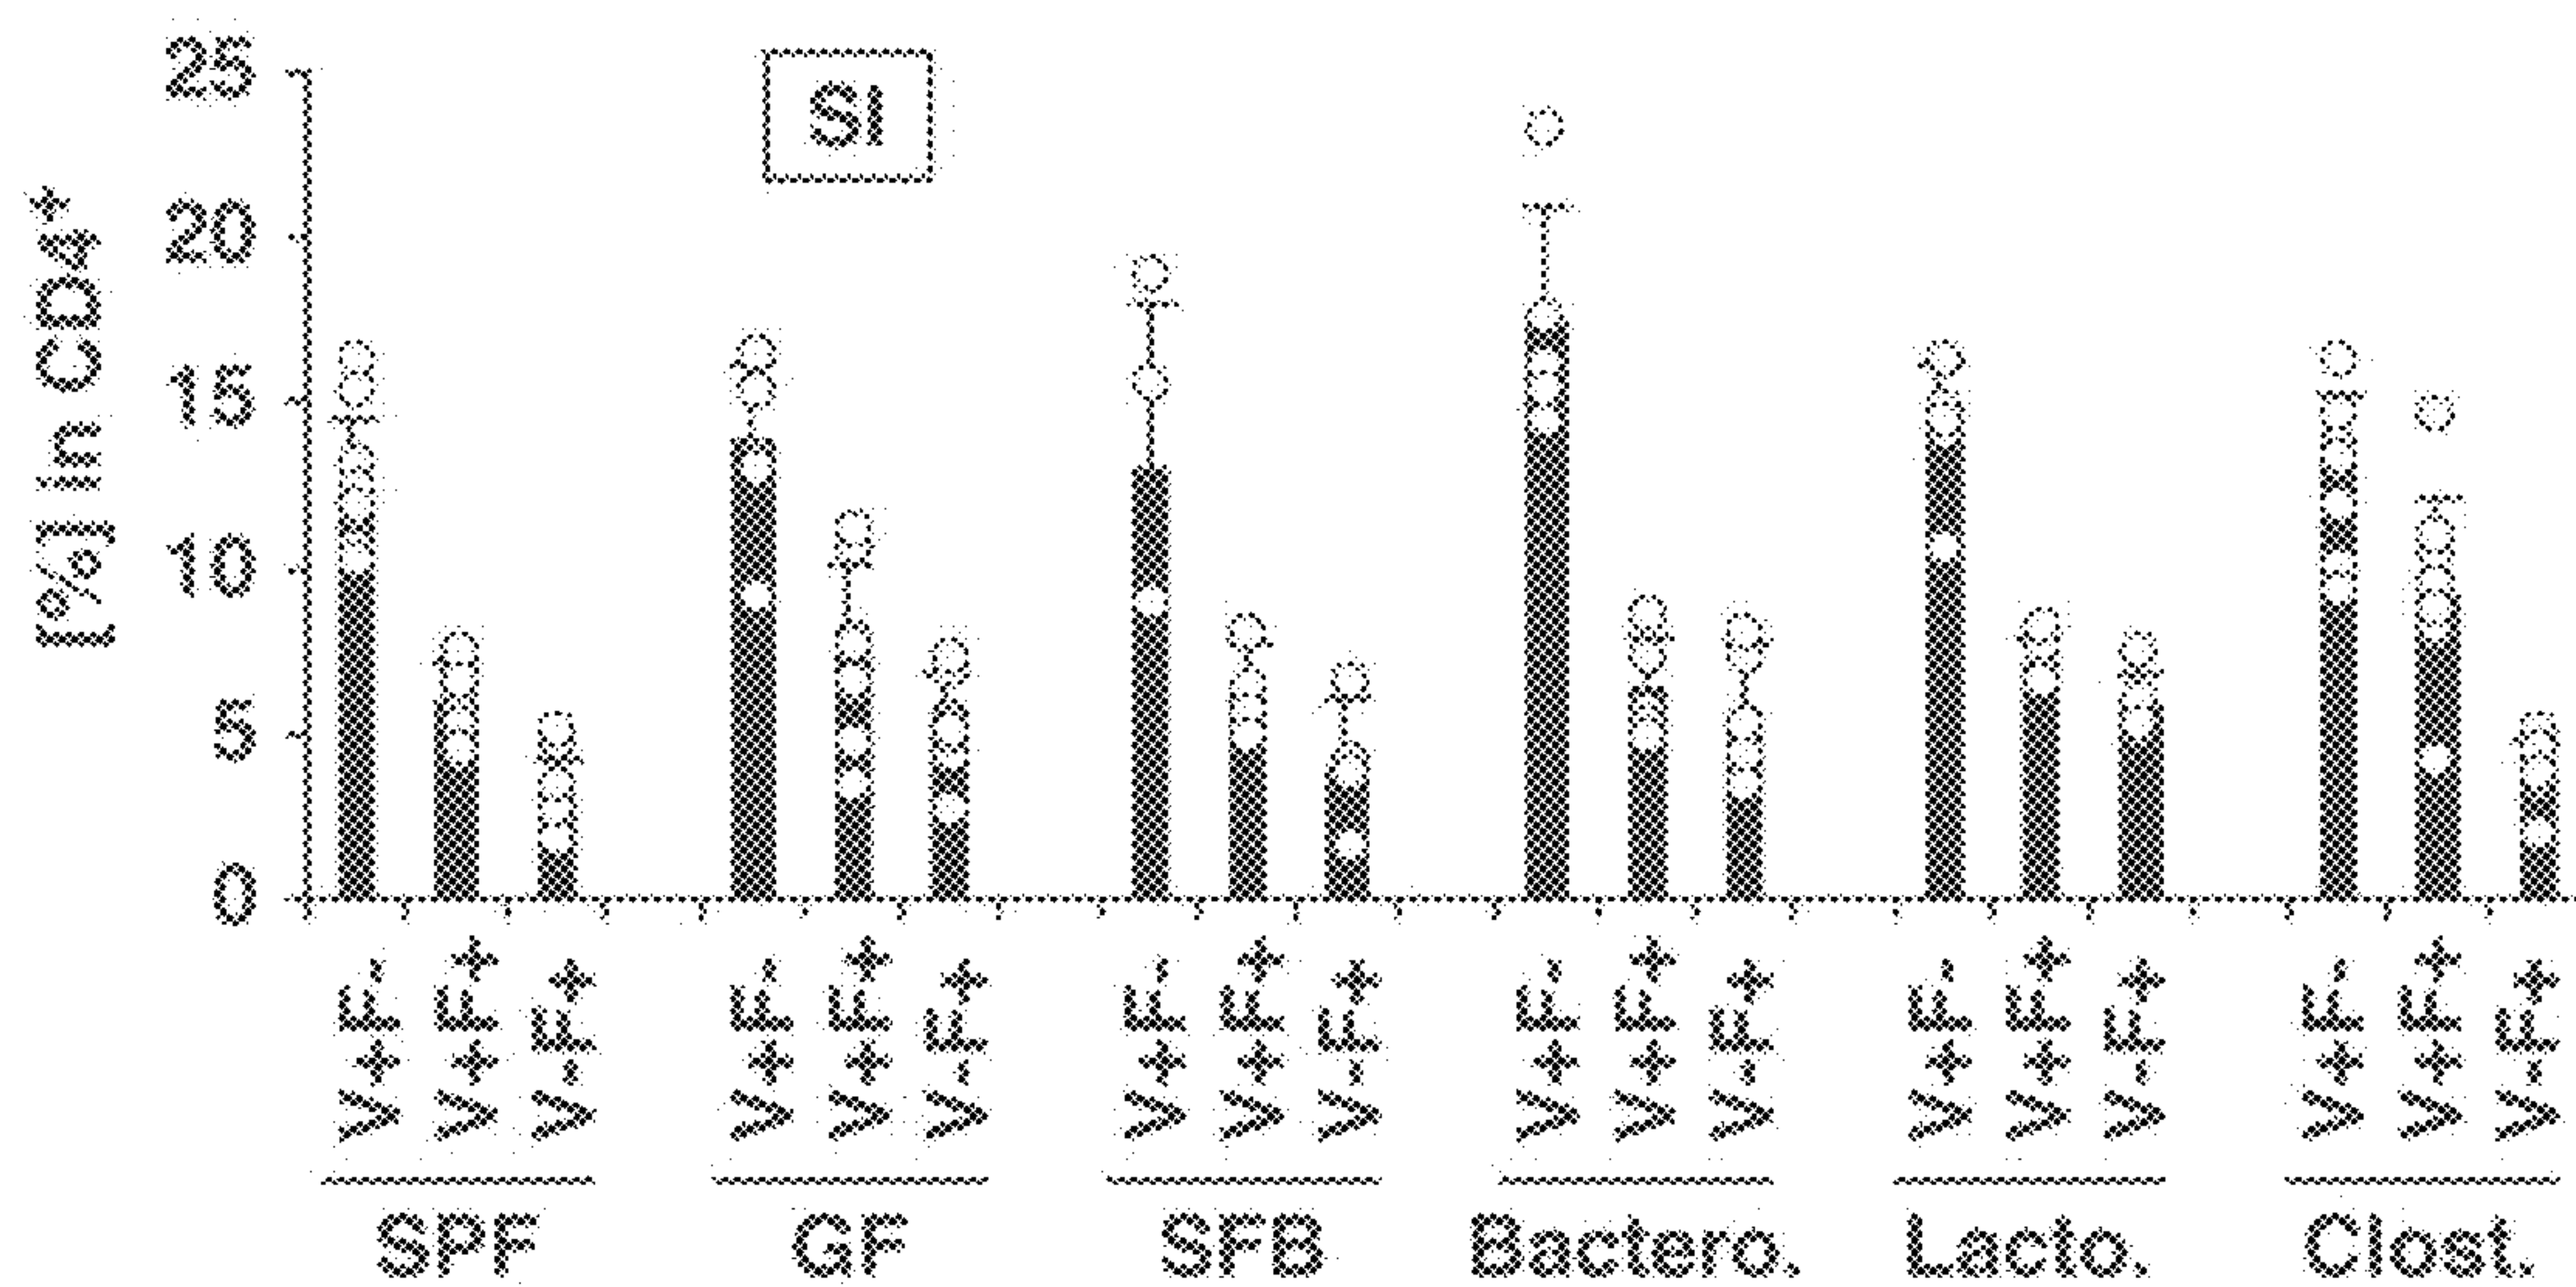 SI
[%] in CD4⁺
25
20
15
10
5
0
V+F- V+F+ V-F+ V+F- V+F+ V-F+ V+F- V+F+ V-F+ V+F- V+F+ V-F+ V+F- V+F+ V-F+ V+F- V+F+ V-F+
SPF GF SFB Bactero. Lacto. Clost.